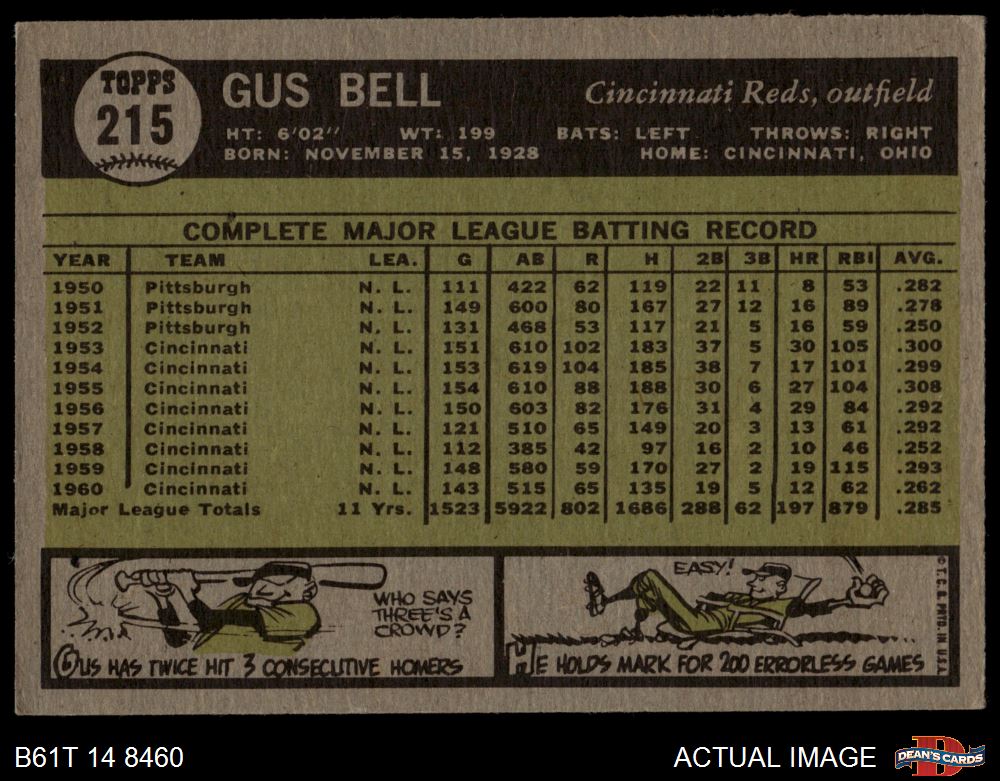 TOPPS
215
GUS BELL
Cincinnati Reds, outfield
HT: 6'02" WT: 199 BATS: LEFT THROWS: RIGHT
BORN: NOVEMBER 15, 1928 HOME: CINCINNATI, OHIO
COMPLETE MAJOR LEAGUE BATTING RECORD
YEAR TEAM LEA. G AB R H 2B 3B HR RBI AVG.
1950 Pittsburgh N. L. 111 422 62 119 22 11 8 53 .282
1951 Pittsburgh N. L. 149 600 80 167 27 12 16 89 .278
1952 Pittsburgh N. L. 131 468 53 117 21 5 16 59 .250
1953 Cincinnati N. L. 151 610 102 183 37 5 30 105 .300
1954 Cincinnati N. L. 153 619 104 185 38 7 17 101 .299
1955 Cincinnati N. L. 154 610 88 188 30 6 27 104 .308
1956 Cincinnati N. L. 150 603 82 176 31 4 29 84 .292
1957 Cincinnati N. L. 121 510 65 149 20 3 13 61 .292
1958 Cincinnati N. L. 112 385 42 97 16 2 10 46 .252
1959 Cincinnati N. L. 148 580 59 170 27 2 19 115 .293
1960 Cincinnati N. L. 143 515 65 135 19 5 12 62 .262
Major League Totals 11 Yrs. 1523 5922 802 1686 288 62 197 879 .285
WHO SAYS
THREE'S A
CROWD?
GUS HAS TWICE HIT 3 CONSECUTIVE HOMERS
EASY!
HE HOLDS MARK FOR 200 ERRORLESS GAMES
© T.C.G. PRTD. IN U.S.A.
B61T 14 8460
ACTUAL IMAGE
D
DEAN'S CARDS